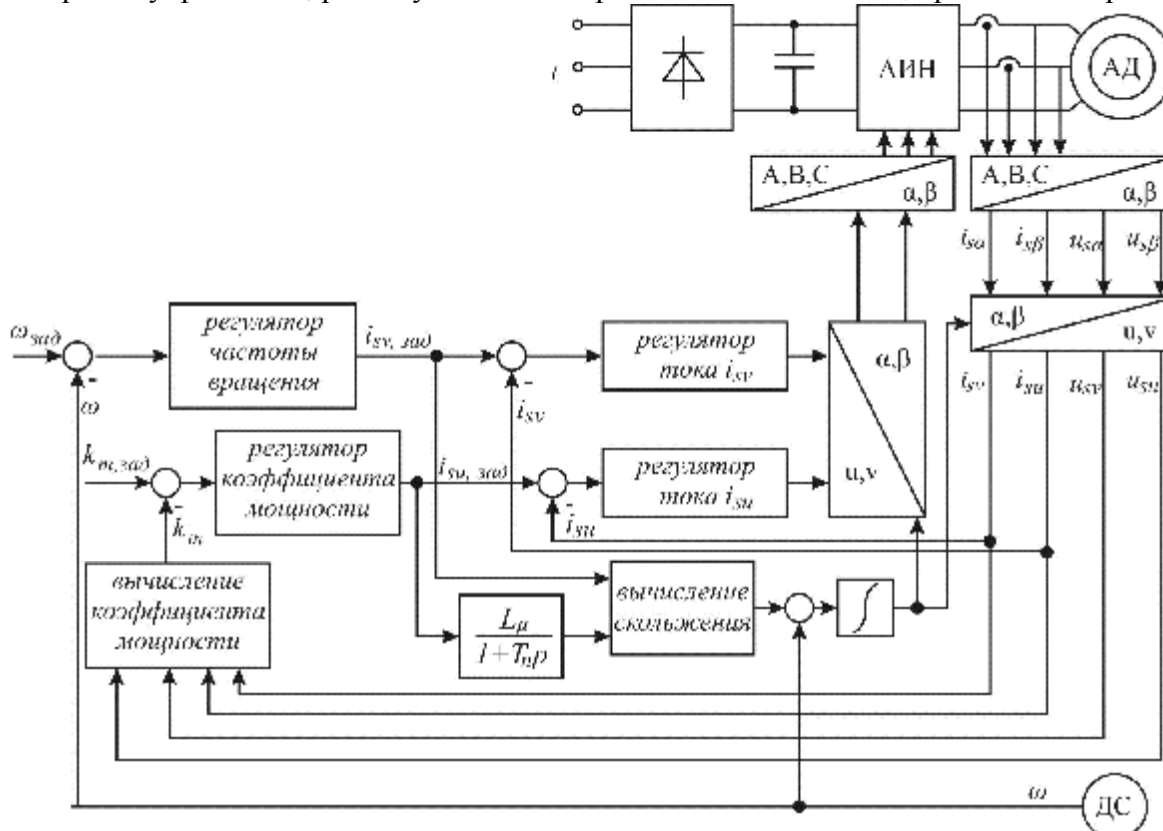 АИН
АД
A,B,C
α,β
A,B,C
α,β
i_sα
i_sβ
u_sα
u_sβ
α,β
u,v
ω_зад
-
ω
регулятор
частоты
вращения
i_sv, зад
-
i_sv
регулятор
тока i_sv
α,β
u,v
i_sv
i_su
u_sv
u_su
k_m,зад
-
k_m
регулятор
коэффициента
мощности
i_su, зад
-
i_su
регулятор
тока i_su
вычисление
коэффициента
мощности
L_μ
1+T_п p
вычисление
скольжения
∫
ω
ДС